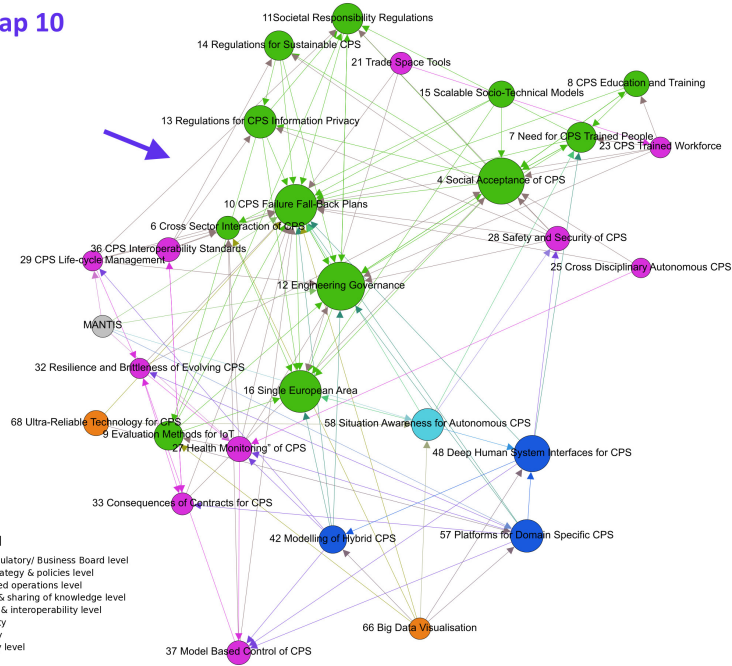 ap 10
11Societal Responsibility Regulations
14 Regulations for Sustainable CPS
21 Trade Space Tools
8 CPS Education and Training
15 Scalable Socio-Technical Models
13 Regulations for CPS Information Privacy
7 Need for CPS Trained People
23 CPS Trained Workforce
4 Social Acceptance of CPS
10 CPS Failure Fall-Back Plans
6 Cross Sector Interaction of CPS
28 Safety and Security of CPS
36 CPS Interoperability Standards
29 CPS Life-cycle Management
25 Cross Disciplinary Autonomous CPS
12 Engineering Governance
MANTIS
32 Resilience and Brittleness of Evolving CPS
16 Single European Area
68 Ultra-Reliable Technology for CPS
58 Situation Awareness for Autonomous CPS
9 Evaluation Methods for IoT
27"Health Monitoring" of CPS
48 Deep Human System Interfaces for CPS
33 Consequences of Contracts for CPS
42 Modelling of Hybrid CPS
57 Platforms for Domain Specific CPS
ulatory/ Business Board level
ategy & policies level
ed operations level
& sharing of knowledge level
& interoperability level
ty
y
y level
66 Big Data Visualisation
37 Model Based Control of CPS